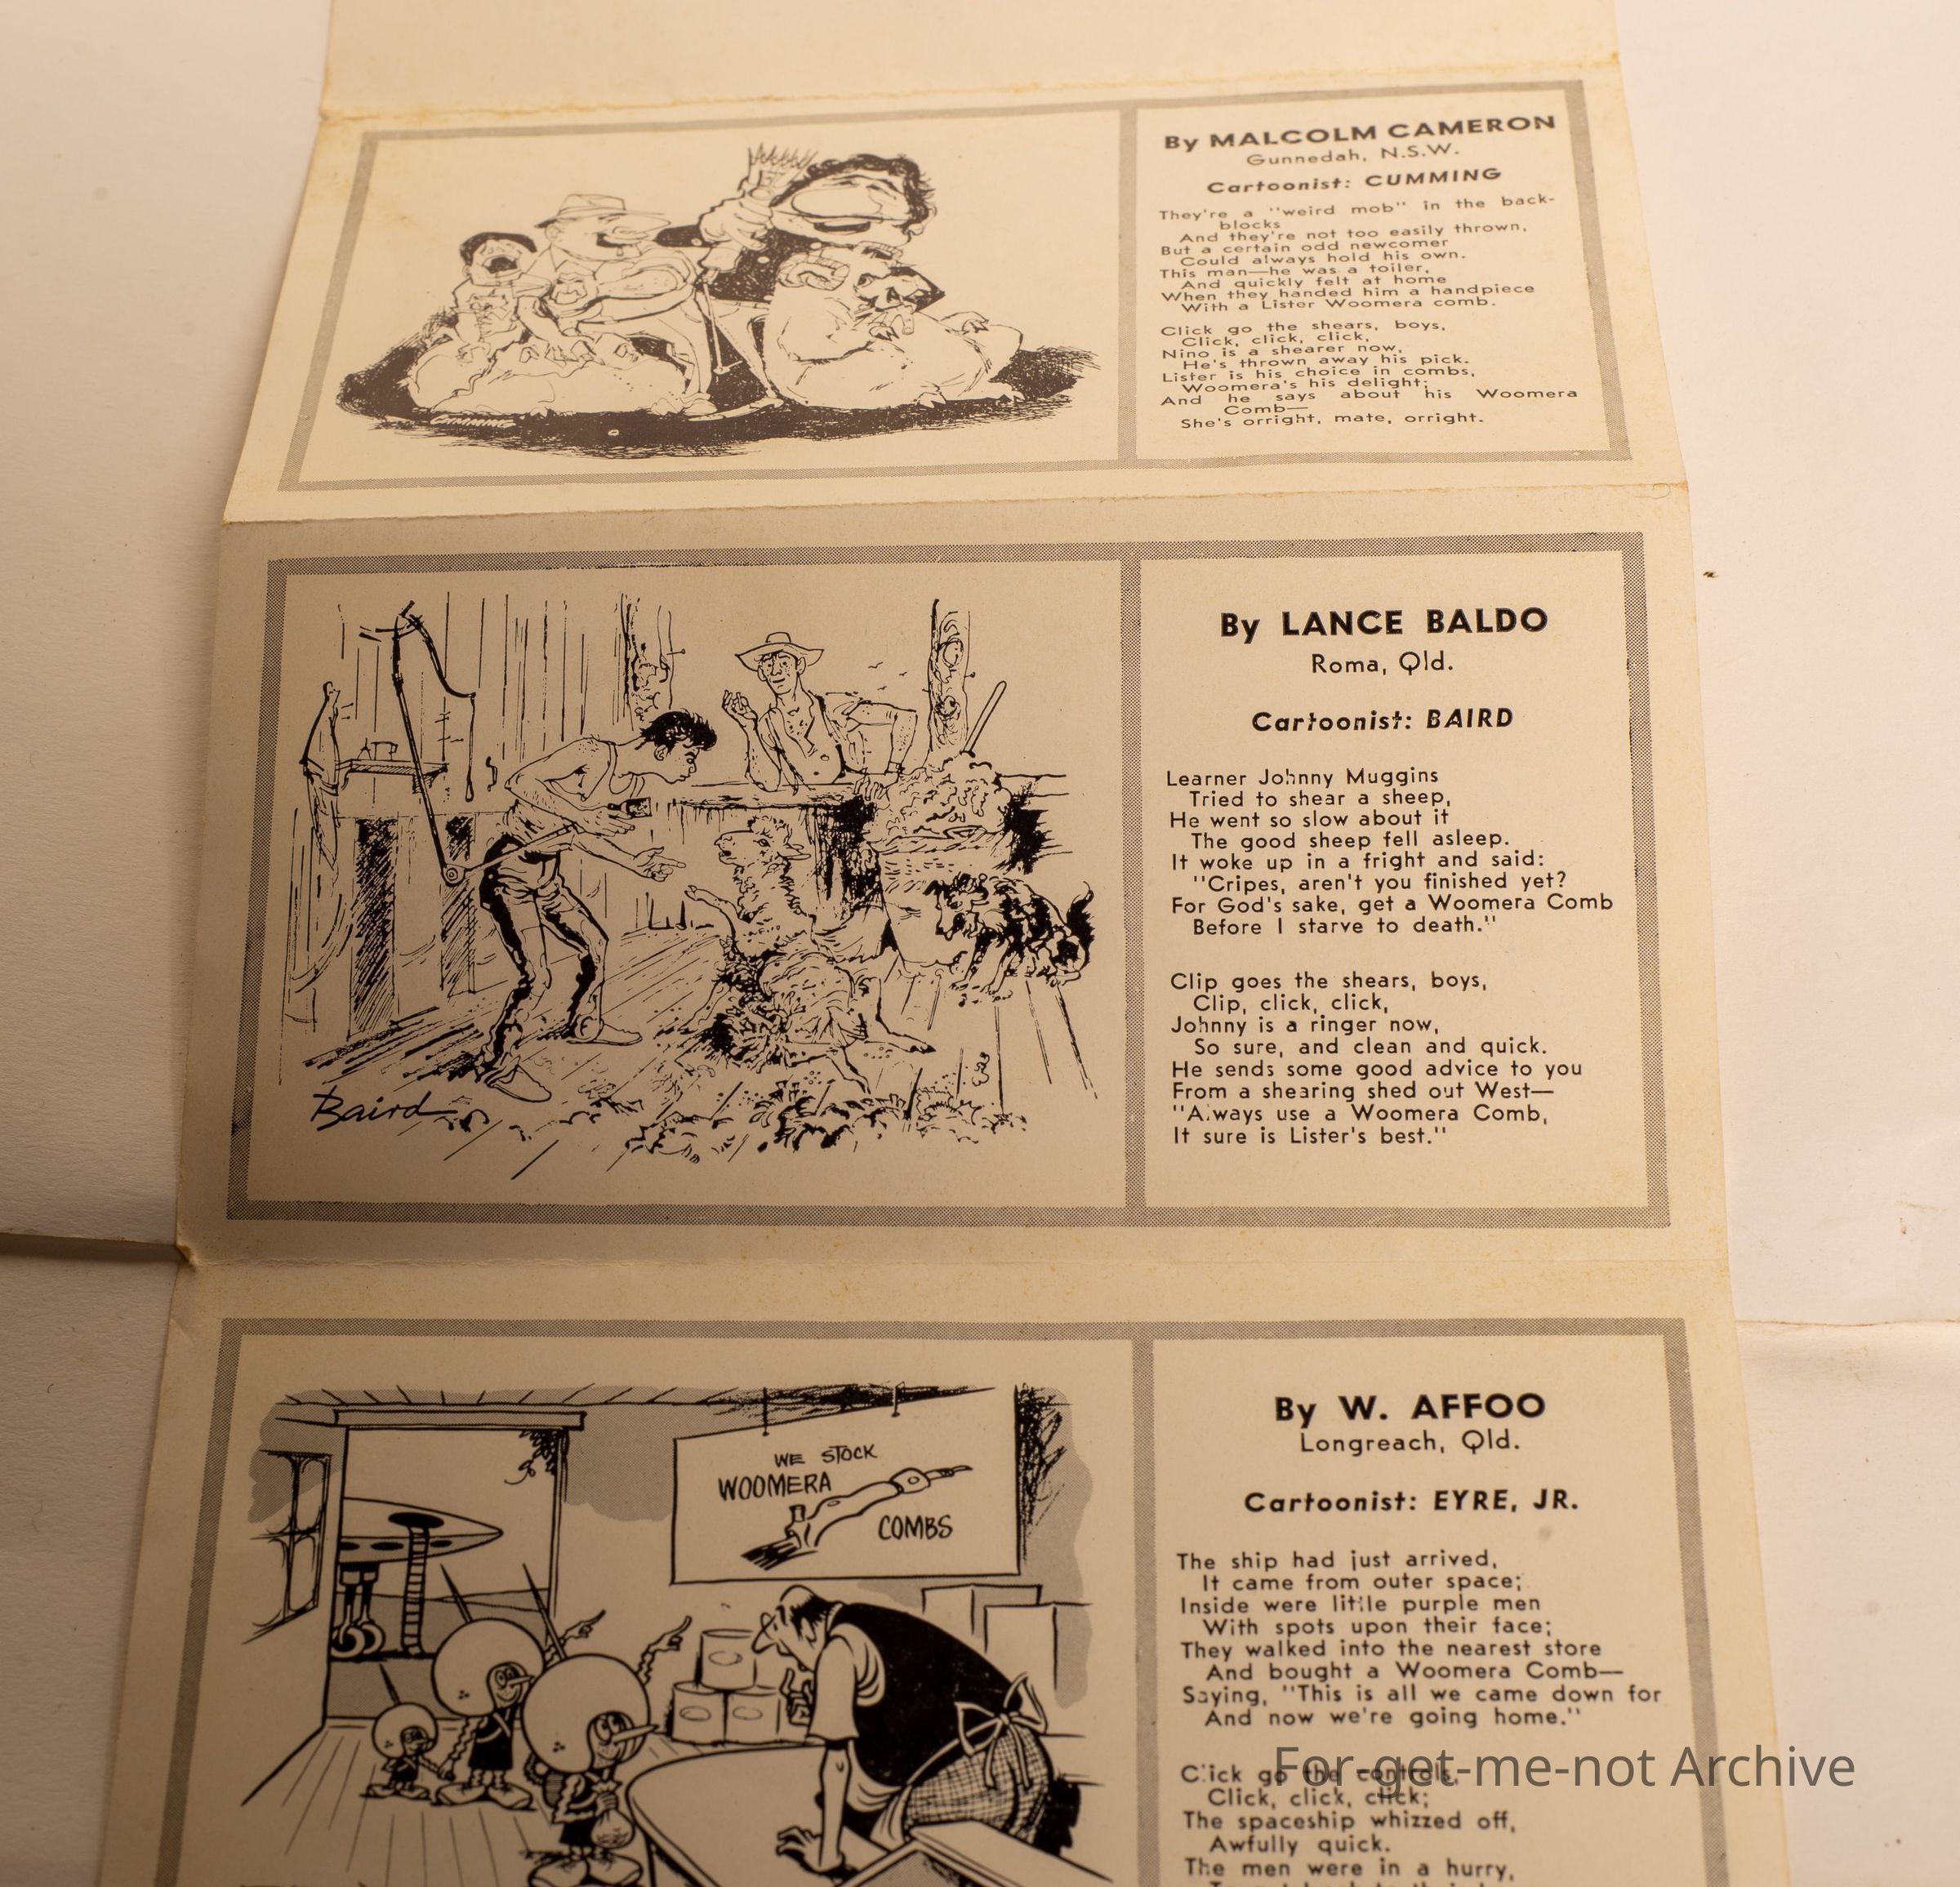 By MALCOLM CAMERON
Gunnedah, N.S.W.
Cartoonist: CUMMING
They're a "weird mob" in the back-
blocks
And they're not too easily thrown,
But a certain odd newcomer
Could always hold his own.
This man—he was a toiler,
And quickly felt at home
When they handed him a handpiece
With a Lister Woomera comb.
Click go the shears, boys,
Click, click, click,
Nino is a shearer now,
He's thrown away his pick.
Lister is his choice in combs,
Woomera's his delight;
And he says about his Woomera
Comb—
She's orright, mate, orright.
CUMMING
By LANCE BALDO
Roma, Qld.
Cartoonist: BAIRD
Learner Johnny Muggins
Tried to shear a sheep,
He went so slow about it
The good sheep fell asleep.
It woke up in a fright and said:
"Cripes, aren't you finished yet?
For God's sake, get a Woomera Comb
Before I starve to death."
Clip goes the shears, boys,
Clip, click, click,
Johnny is a ringer now,
So sure, and clean and quick.
He sends some good advice to you
From a shearing shed out West—
"Always use a Woomera Comb,
It sure is Lister's best."
Baird
WE STOCK
WOOMERA
COMBS
By W. AFFOO
Longreach, Qld.
Cartoonist: EYRE, JR.
The ship had just arrived,
It came from outer space;
Inside were little purple men
With spots upon their face;
They walked into the nearest store
And bought a Woomera Comb—
Saying, "This is all we came down for
And now we're going home."
Click go the controls,
Click, click, click;
The spaceship whizzed off,
Awfully quick.
The men were in a hurry,
For-get-me-not Archive